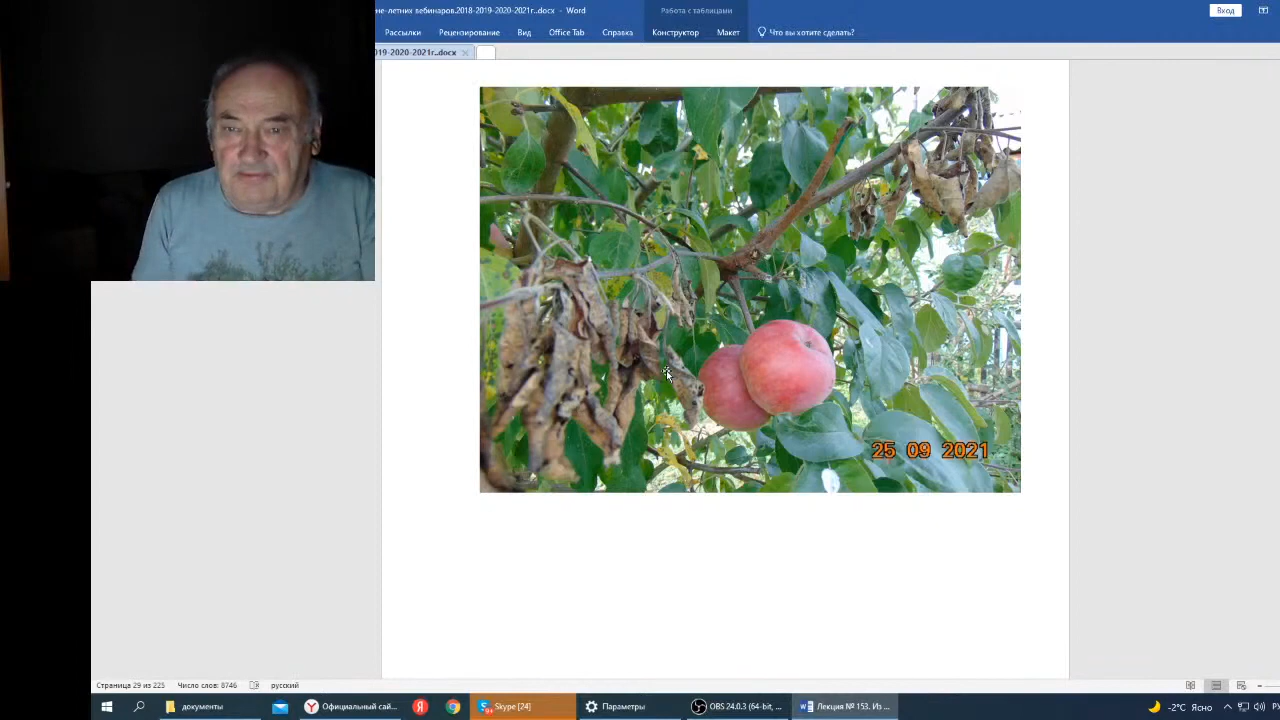 не-летних вебинаров.2018-2019-2020-2021г..docx - Word
Работа с таблицами
Вход
Рассылки Рецензирование Вид Office Tab Справка Конструктор Макет Что вы хотите сделать?
019-2020-2021г..docx
25 09 2021
Страница 29 из 225 Число слов: 8746 русский
документы Официальный сай... Skype [24] Параметры OBS 24.0.3 (64-bit, ... Лекция № 153. Из ... -2°C Ясно